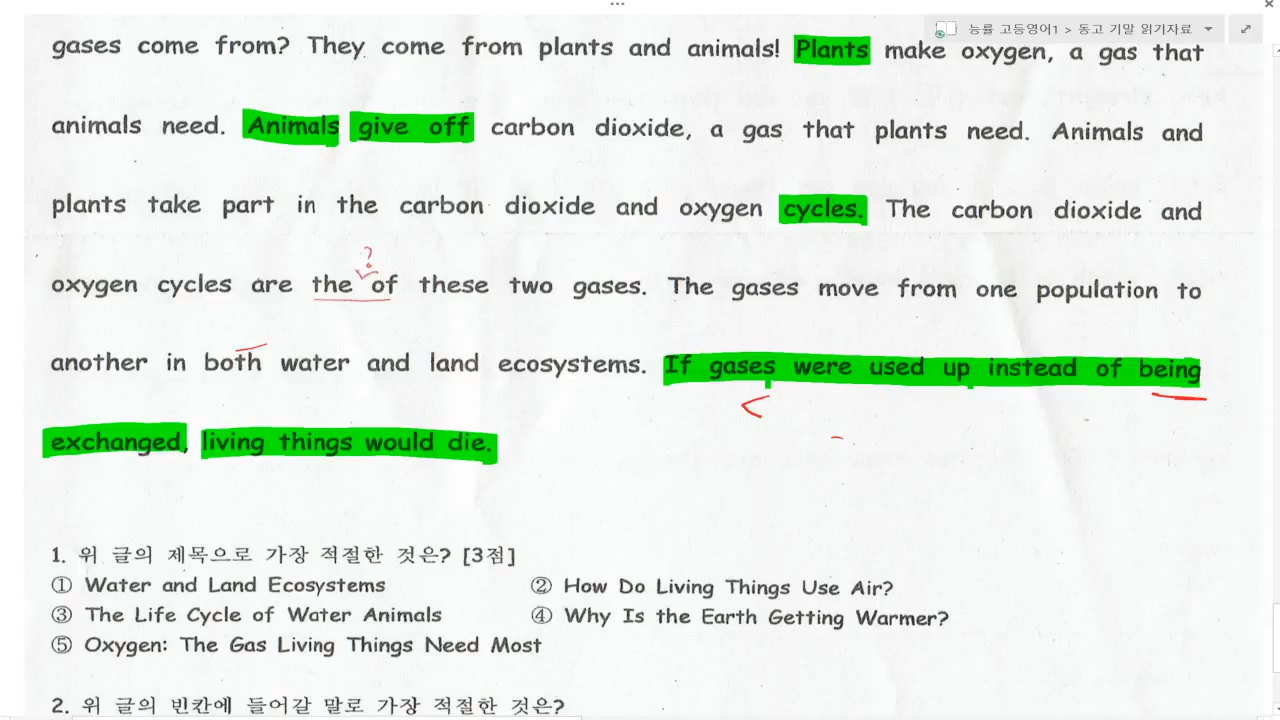 능률 고등영어1 > 동고 기말 읽기자료
gases come from? They come from plants and animals! Plants make oxygen, a gas that
animals need. Animals give off carbon dioxide, a gas that plants need. Animals and
plants take part in the carbon dioxide and oxygen cycles. The carbon dioxide and
?
oxygen cycles are the of these two gases. The gases move from one population to
another in both water and land ecosystems. If gases were used up instead of being
exchanged, living things would die.
1. 위 글의 제목으로 가장 적절한 것은? [3점]
① Water and Land Ecosystems ② How Do Living Things Use Air?
③ The Life Cycle of Water Animals ④ Why Is the Earth Getting Warmer?
⑤ Oxygen: The Gas Living Things Need Most
2. 위 글의 빈칸에 들어갈 말로 가장 적절한 것은?